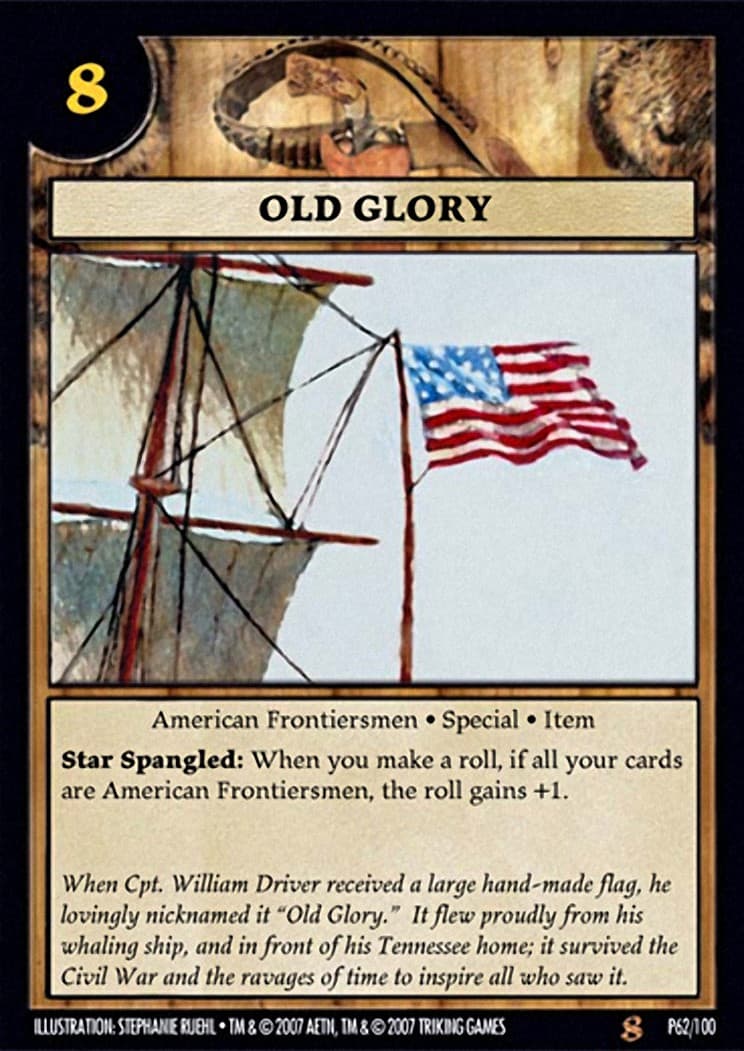 8
OLD GLORY
American Frontiersmen • Special • Item
Star Spangled: When you make a roll, if all your cards
are American Frontiersmen, the roll gains +1.
When Cpt. William Driver received a large hand-made flag, he
lovingly nicknamed it “Old Glory.” It flew proudly from his
whaling ship, and in front of his Tennessee home; it survived the
Civil War and the ravages of time to inspire all who saw it.
ILLUSTRATION: STEPHANIE RUEHL • TM & © 2007 AETN, TM & © 2007 TRIKING GAMES 8 P62/100